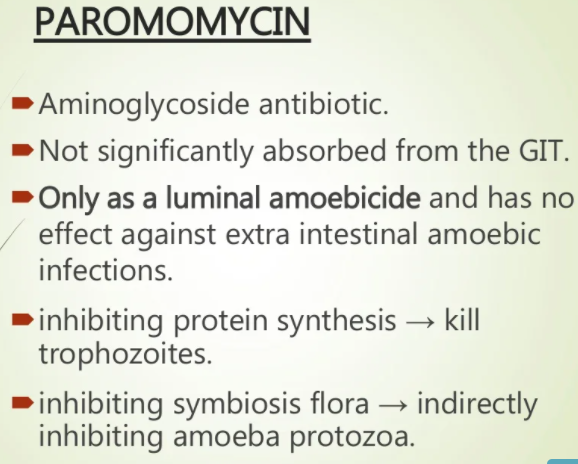 PAROMOMYCIN
Aminoglycoside antibiotic.
Not significantly absorbed from the GIT.
Only as a luminal amoebicide and has no
effect against extra intestinal amoebic
infections.
inhibiting protein synthesis → kill
trophozoites.
inhibiting symbiosis flora → indirectly
inhibiting amoeba protozoa.